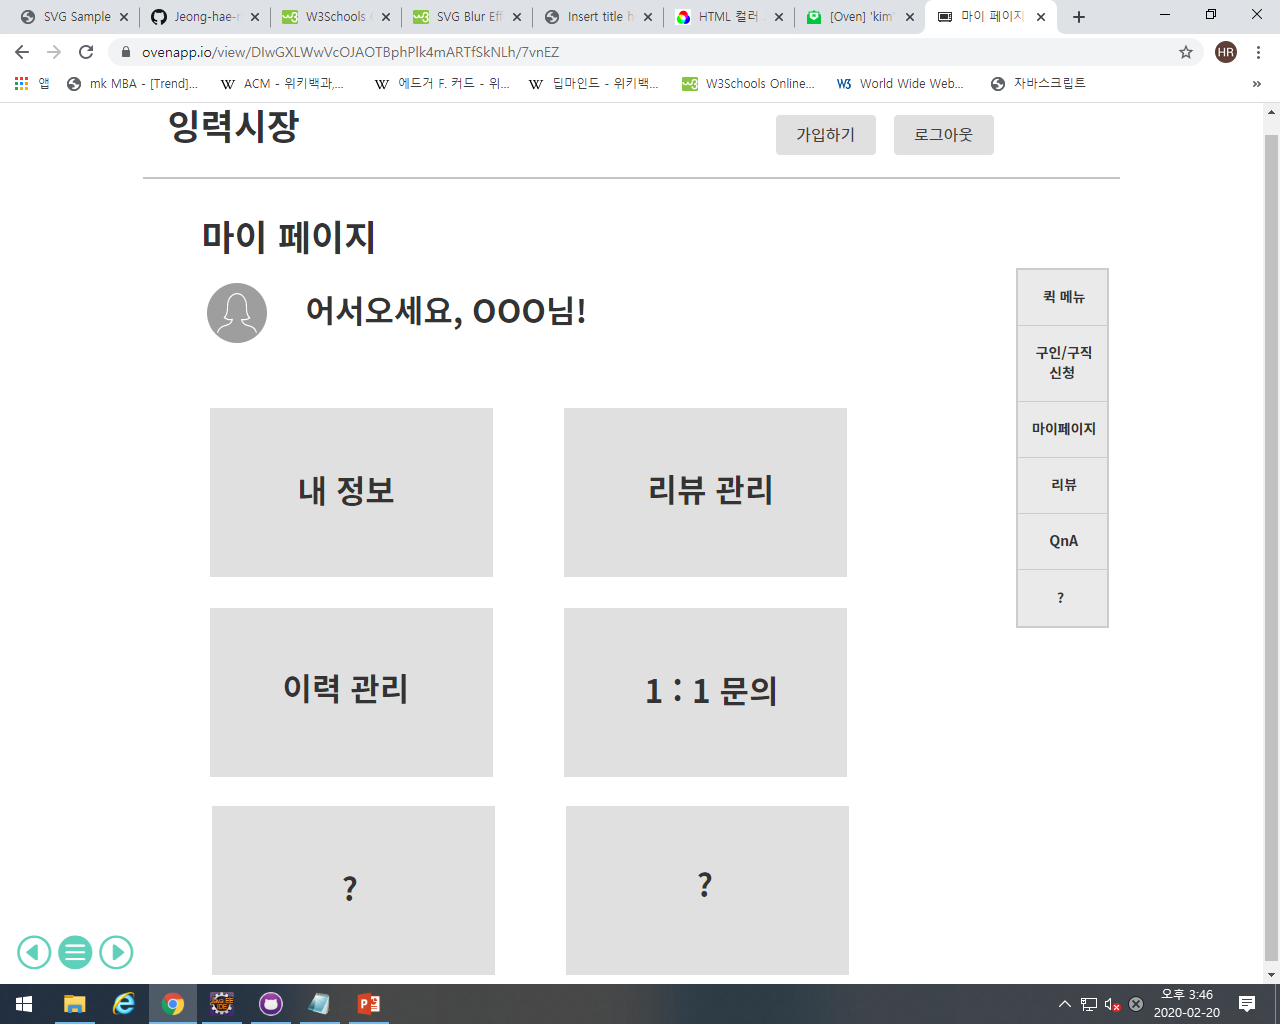 SVG Sample
Jeong-hae-r
W3Schools
SVG Blur Eff
Insert title h
HTML 컬러
[Oven] 'kim'
마이 페이지
ovenapp.io/view/DIwGXLWwVcOJAOTBphPlk4mARTfSkNLh/7vnEZ
HR
앱
mk MBA - [Trend]...
ACM - 위키백과,...
에드거 F. 커드 - 위...
딥마인드 - 위키백...
W3Schools Online...
World Wide Web...
자바스크립트
»
잉력시장
가입하기
로그아웃
마이 페이지
어서오세요, OOO님!
퀵 메뉴
구인/구직
신청
마이페이지
리뷰
QnA
?
내 정보
리뷰 관리
이력 관리
1 : 1 문의
?
?
오후 3:46
2020-02-20